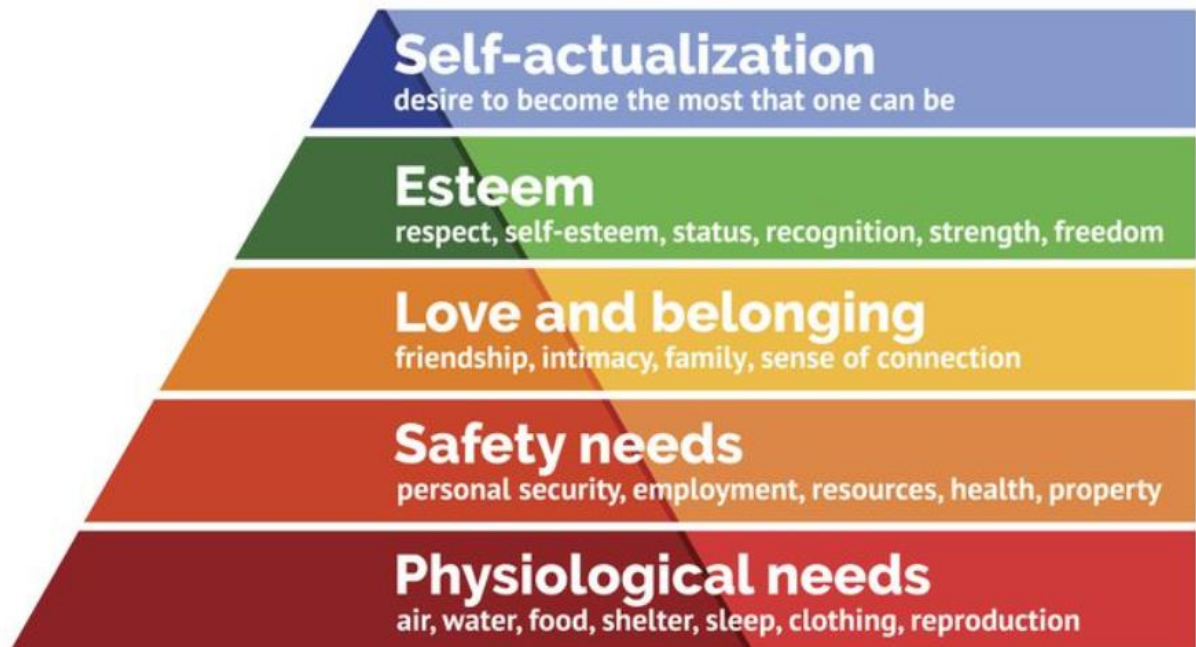 Self-actualization
desire to become the most that one can be
Esteem
respect, self-esteem, status, recognition, strength, freedom
Love and belonging
friendship, intimacy, family, sense of connection
Safety needs
personal security, employment, resources, health, property
Physiological needs
air, water, food, shelter, sleep, clothing, reproduction